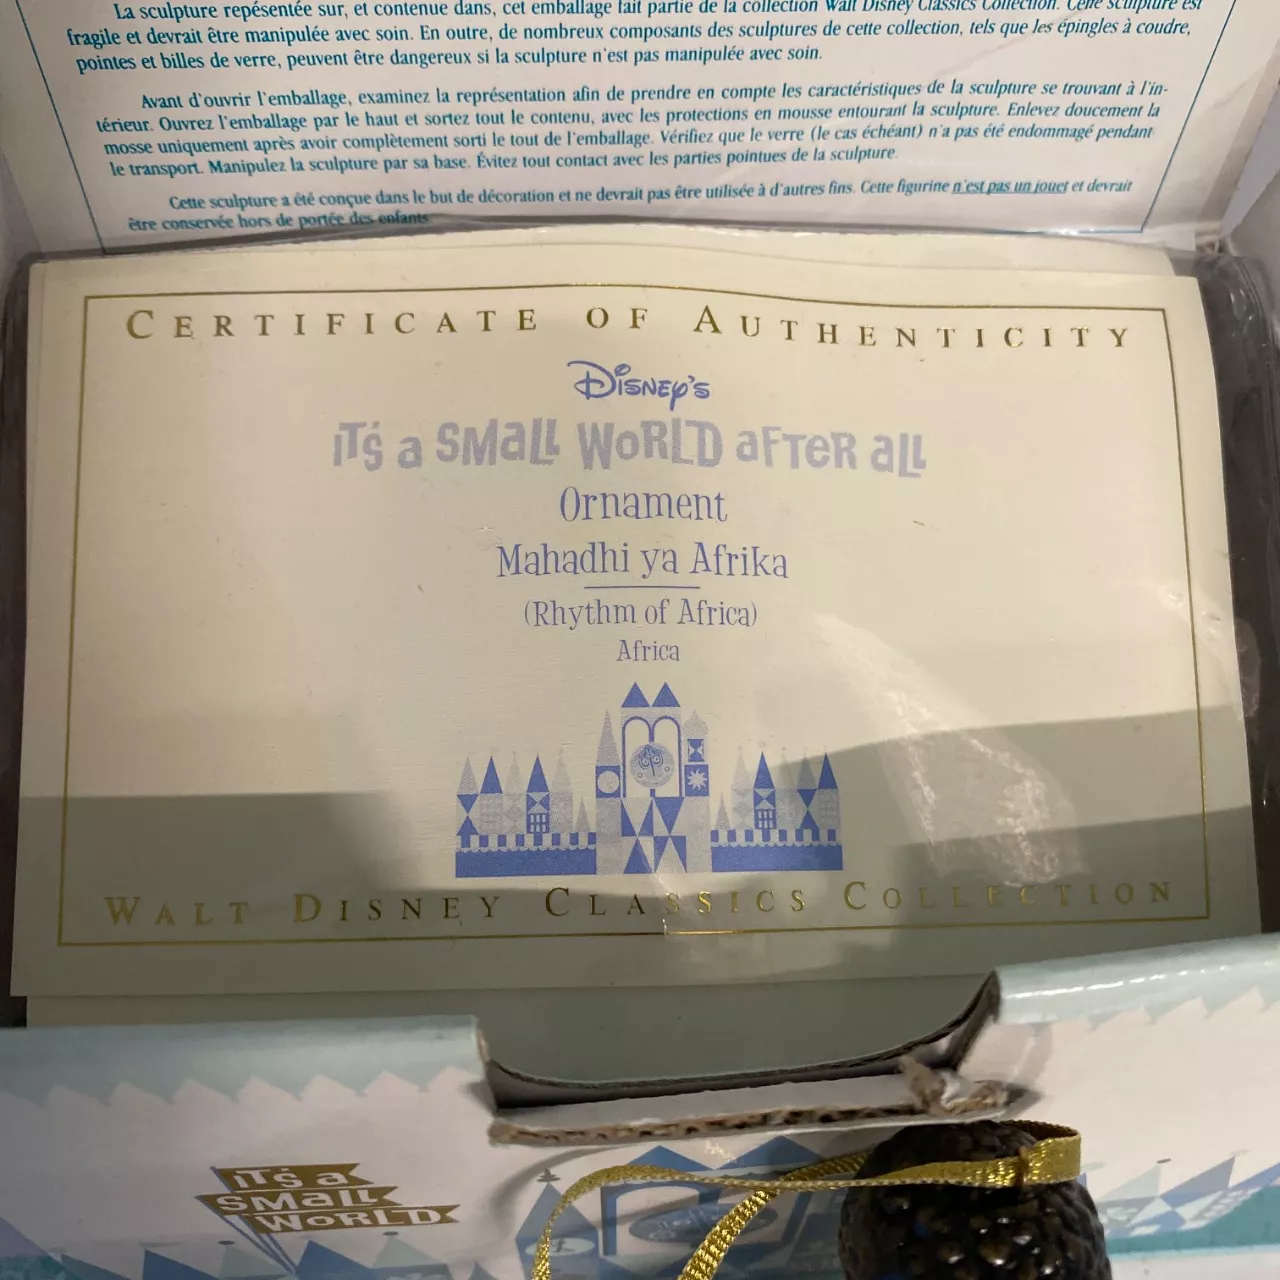 La sculpture repésentée sur, et contenue dans, cet emballage fait partie de la collection Walt Disney Classics Collection. Cette sculpture est
fragile et devrait être manipulée avec soin. En outre, de nombreux composants des sculptures de cette collection, tels que les épingles à coudre,
pointes et billes de verre, peuvent être dangereux si la sculpture n'est pas manipulée avec soin.
Avant d'ouvrir l'emballage, examinez la représentation afin de prendre en compte les caractéristiques de la sculpture se trouvant à l'in-
térieur. Ouvrez l'emballage par le haut et sortez tout le contenu, avec les protections en mousse entourant la sculpture. Enlevez doucement la
mosse uniquement après avoir complètement sorti le tout de l'emballage. Vérifiez que le verre (le cas échéant) n'a pas été endommagé pendant
le transport. Manipulez la sculpture par sa base. Évitez tout contact avec les parties pointues de la sculpture.
Cette sculpture a été conçue dans le but de décoration et ne devrait pas être utilisée à d'autres fins. Cette figurine n'est pas un jouet et devrait
être conservée hors de portée des enfants.
CERTIFICATE OF AUTHENTICITY
DISNEY'S
IT'S a SMALL WORLD aFTER aLL
Ornament
Mahadhi ya Afrika
(Rhythm of Africa)
Africa
WALT DISNEY CLASSICS COLLECTION
IT'S a
SMALL
WORLD